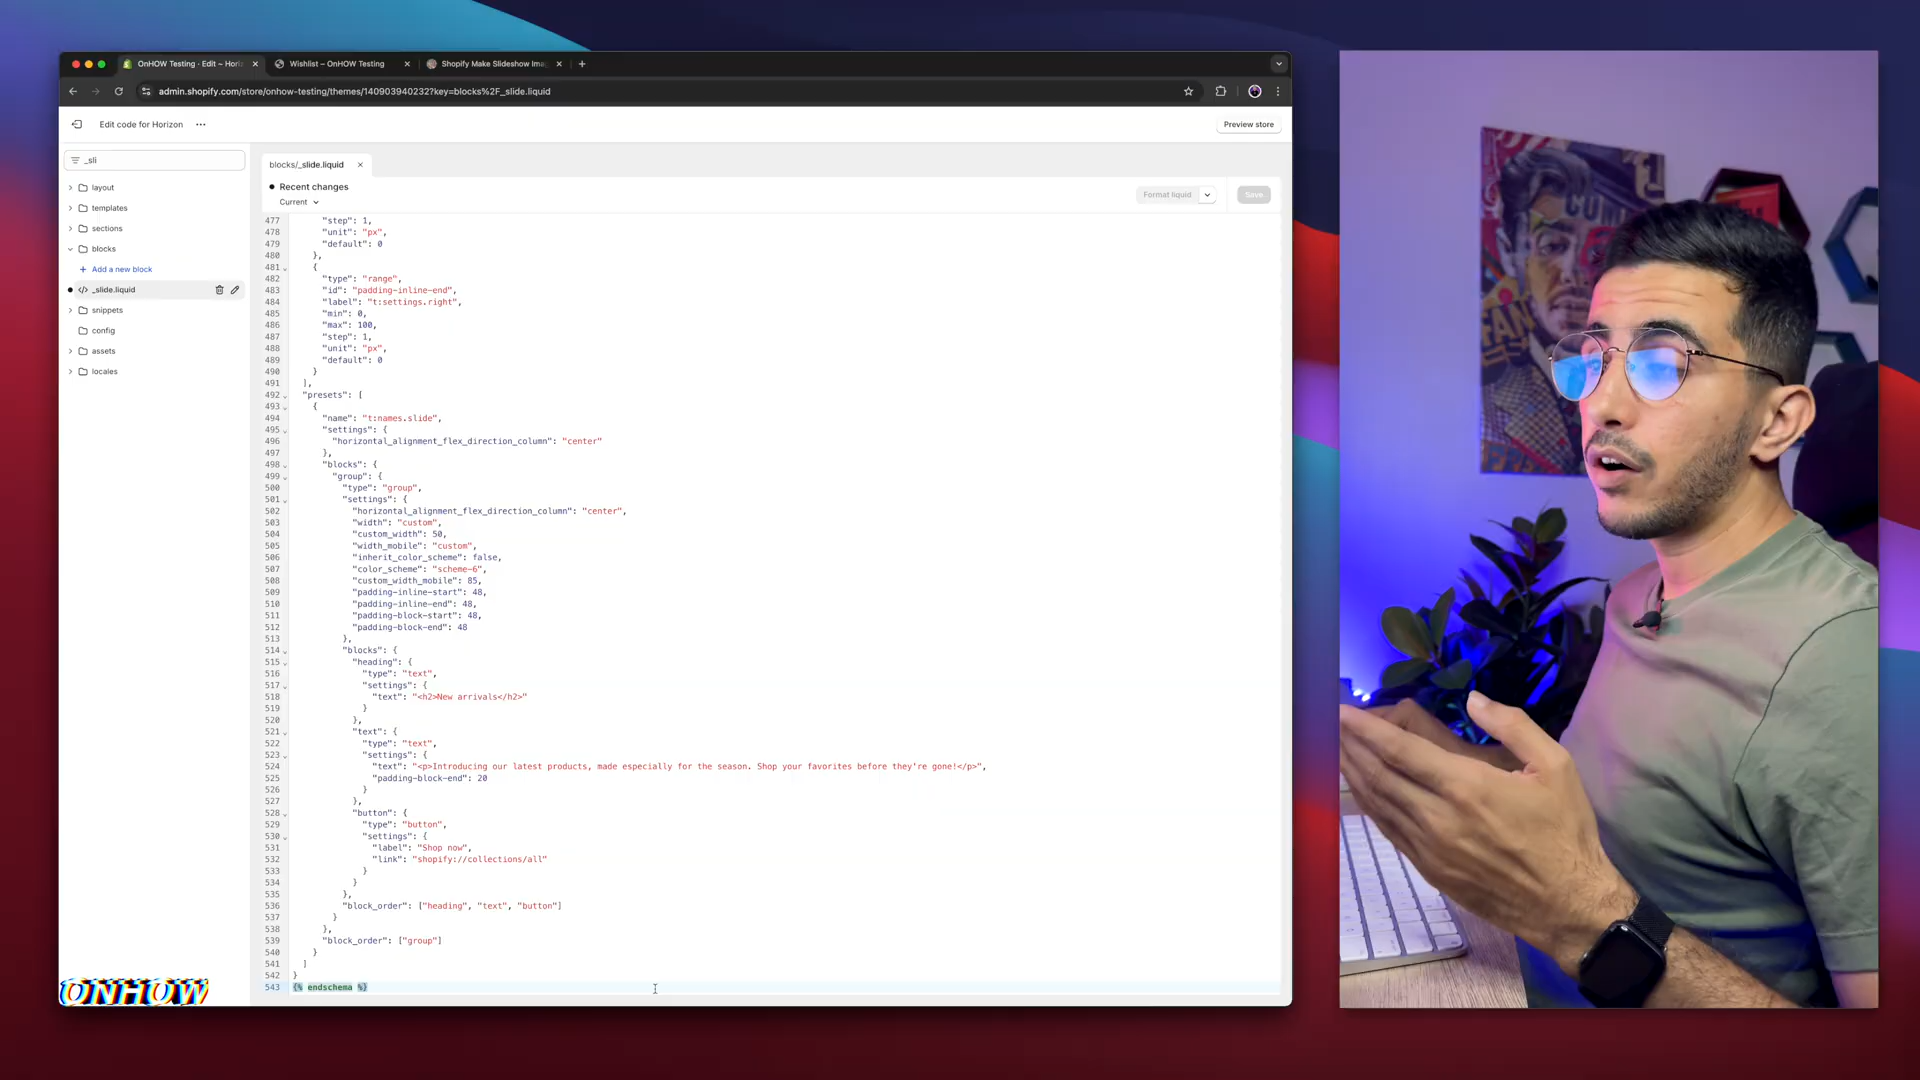 OnHOW Testing - Edit ~ Hori
Wishlist – OnHOW Testing
Shopify Make Slideshow Ima
admin.shopify.com/store/onhow-testing/themes/140903940232?key=blocks%2F_slide.liquid
Edit code for Horizon
Preview store
_sli
layout
templates
sections
blocks
Add a new block
_slide.liquid
snippets
config
assets
locales
blocks/_slide.liquid
Recent changes
Current
Format liquid
Save
477 "step": 1,
478 "unit": "px",
479 "default": 0
480 },
481 {
482 "type": "range",
483 "id": "padding-inline-end",
484 "label": "t:settings.right",
485 "min": 0,
486 "max": 100,
487 "step": 1,
488 "unit": "px",
489 "default": 0
490 }
491 ],
492 "presets": [
493 {
494 "name": "t:names.slide",
495 "settings": {
496 "horizontal_alignment_flex_direction_column": "center"
497 },
498 "blocks": {
499 "group": {
500 "type": "group",
501 "settings": {
502 "horizontal_alignment_flex_direction_column": "center",
503 "width": "custom",
504 "custom_width": 50,
505 "width_mobile": "custom",
506 "inherit_color_scheme": false,
507 "color_scheme": "scheme-6",
508 "custom_width_mobile": 85,
509 "padding-inline-start": 48,
510 "padding-inline-end": 48,
511 "padding-block-start": 48,
512 "padding-block-end": 48
513 },
514 "blocks": {
515 "heading": {
516 "type": "text",
517 "settings": {
518 "text": "<h2>New arrivals</h2>"
519 }
520 },
521 "text": {
522 "type": "text",
523 "settings": {
524 "text": "<p>Introducing our latest products, made especially for the season. Shop your favorites before they're gone!</p>",
525 "padding-block-end": 20
526 }
527 },
528 "button": {
529 "type": "button",
530 "settings": {
531 "label": "Shop now",
532 "link": "shopify://collections/all"
533 }
534 }
535 },
536 "block_order": ["heading", "text", "button"]
537 }
538 },
539 "block_order": ["group"]
540 }
541 ]
542 }
543 {% endschema %}
ONHOW